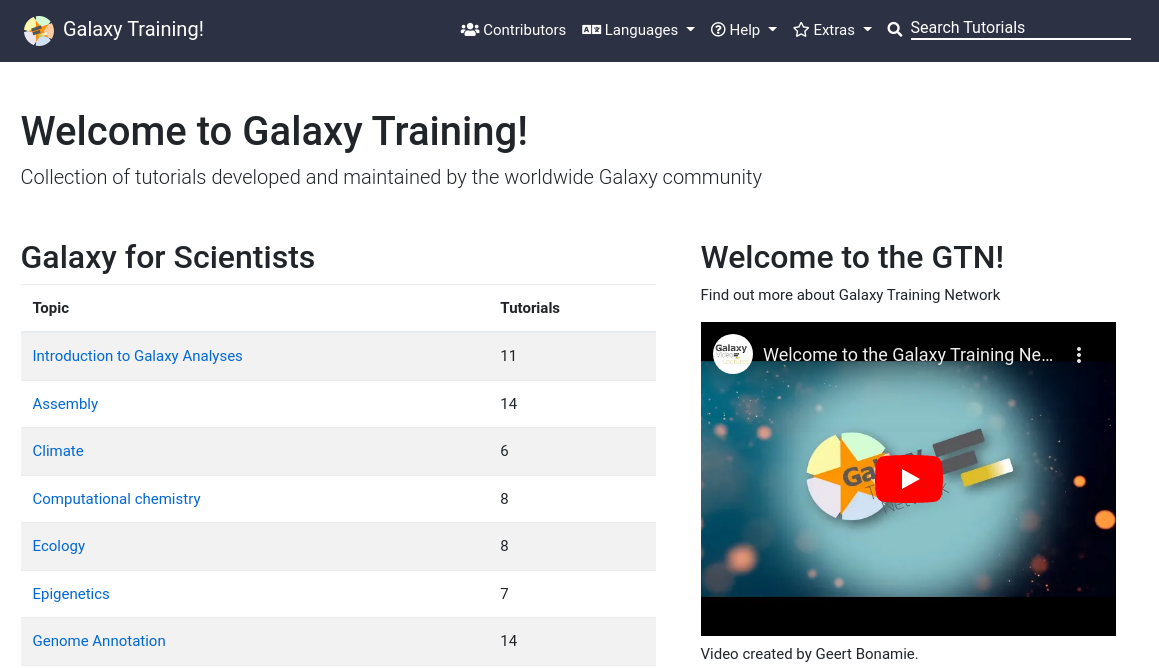 Galaxy Training!
Contributors
Languages
Help
Extras
Search Tutorials
Welcome to Galaxy Training!
Collection of tutorials developed and maintained by the worldwide Galaxy community
Galaxy for Scientists
Topic Tutorials
Introduction to Galaxy Analyses 11
Assembly 14
Climate 6
Computational chemistry 8
Ecology 8
Epigenetics 7
Genome Annotation 14
Welcome to the GTN!
Find out more about Galaxy Training Network
Galaxy
Welcome to the Galaxy Training Ne...
Video created by Geert Bonamie.